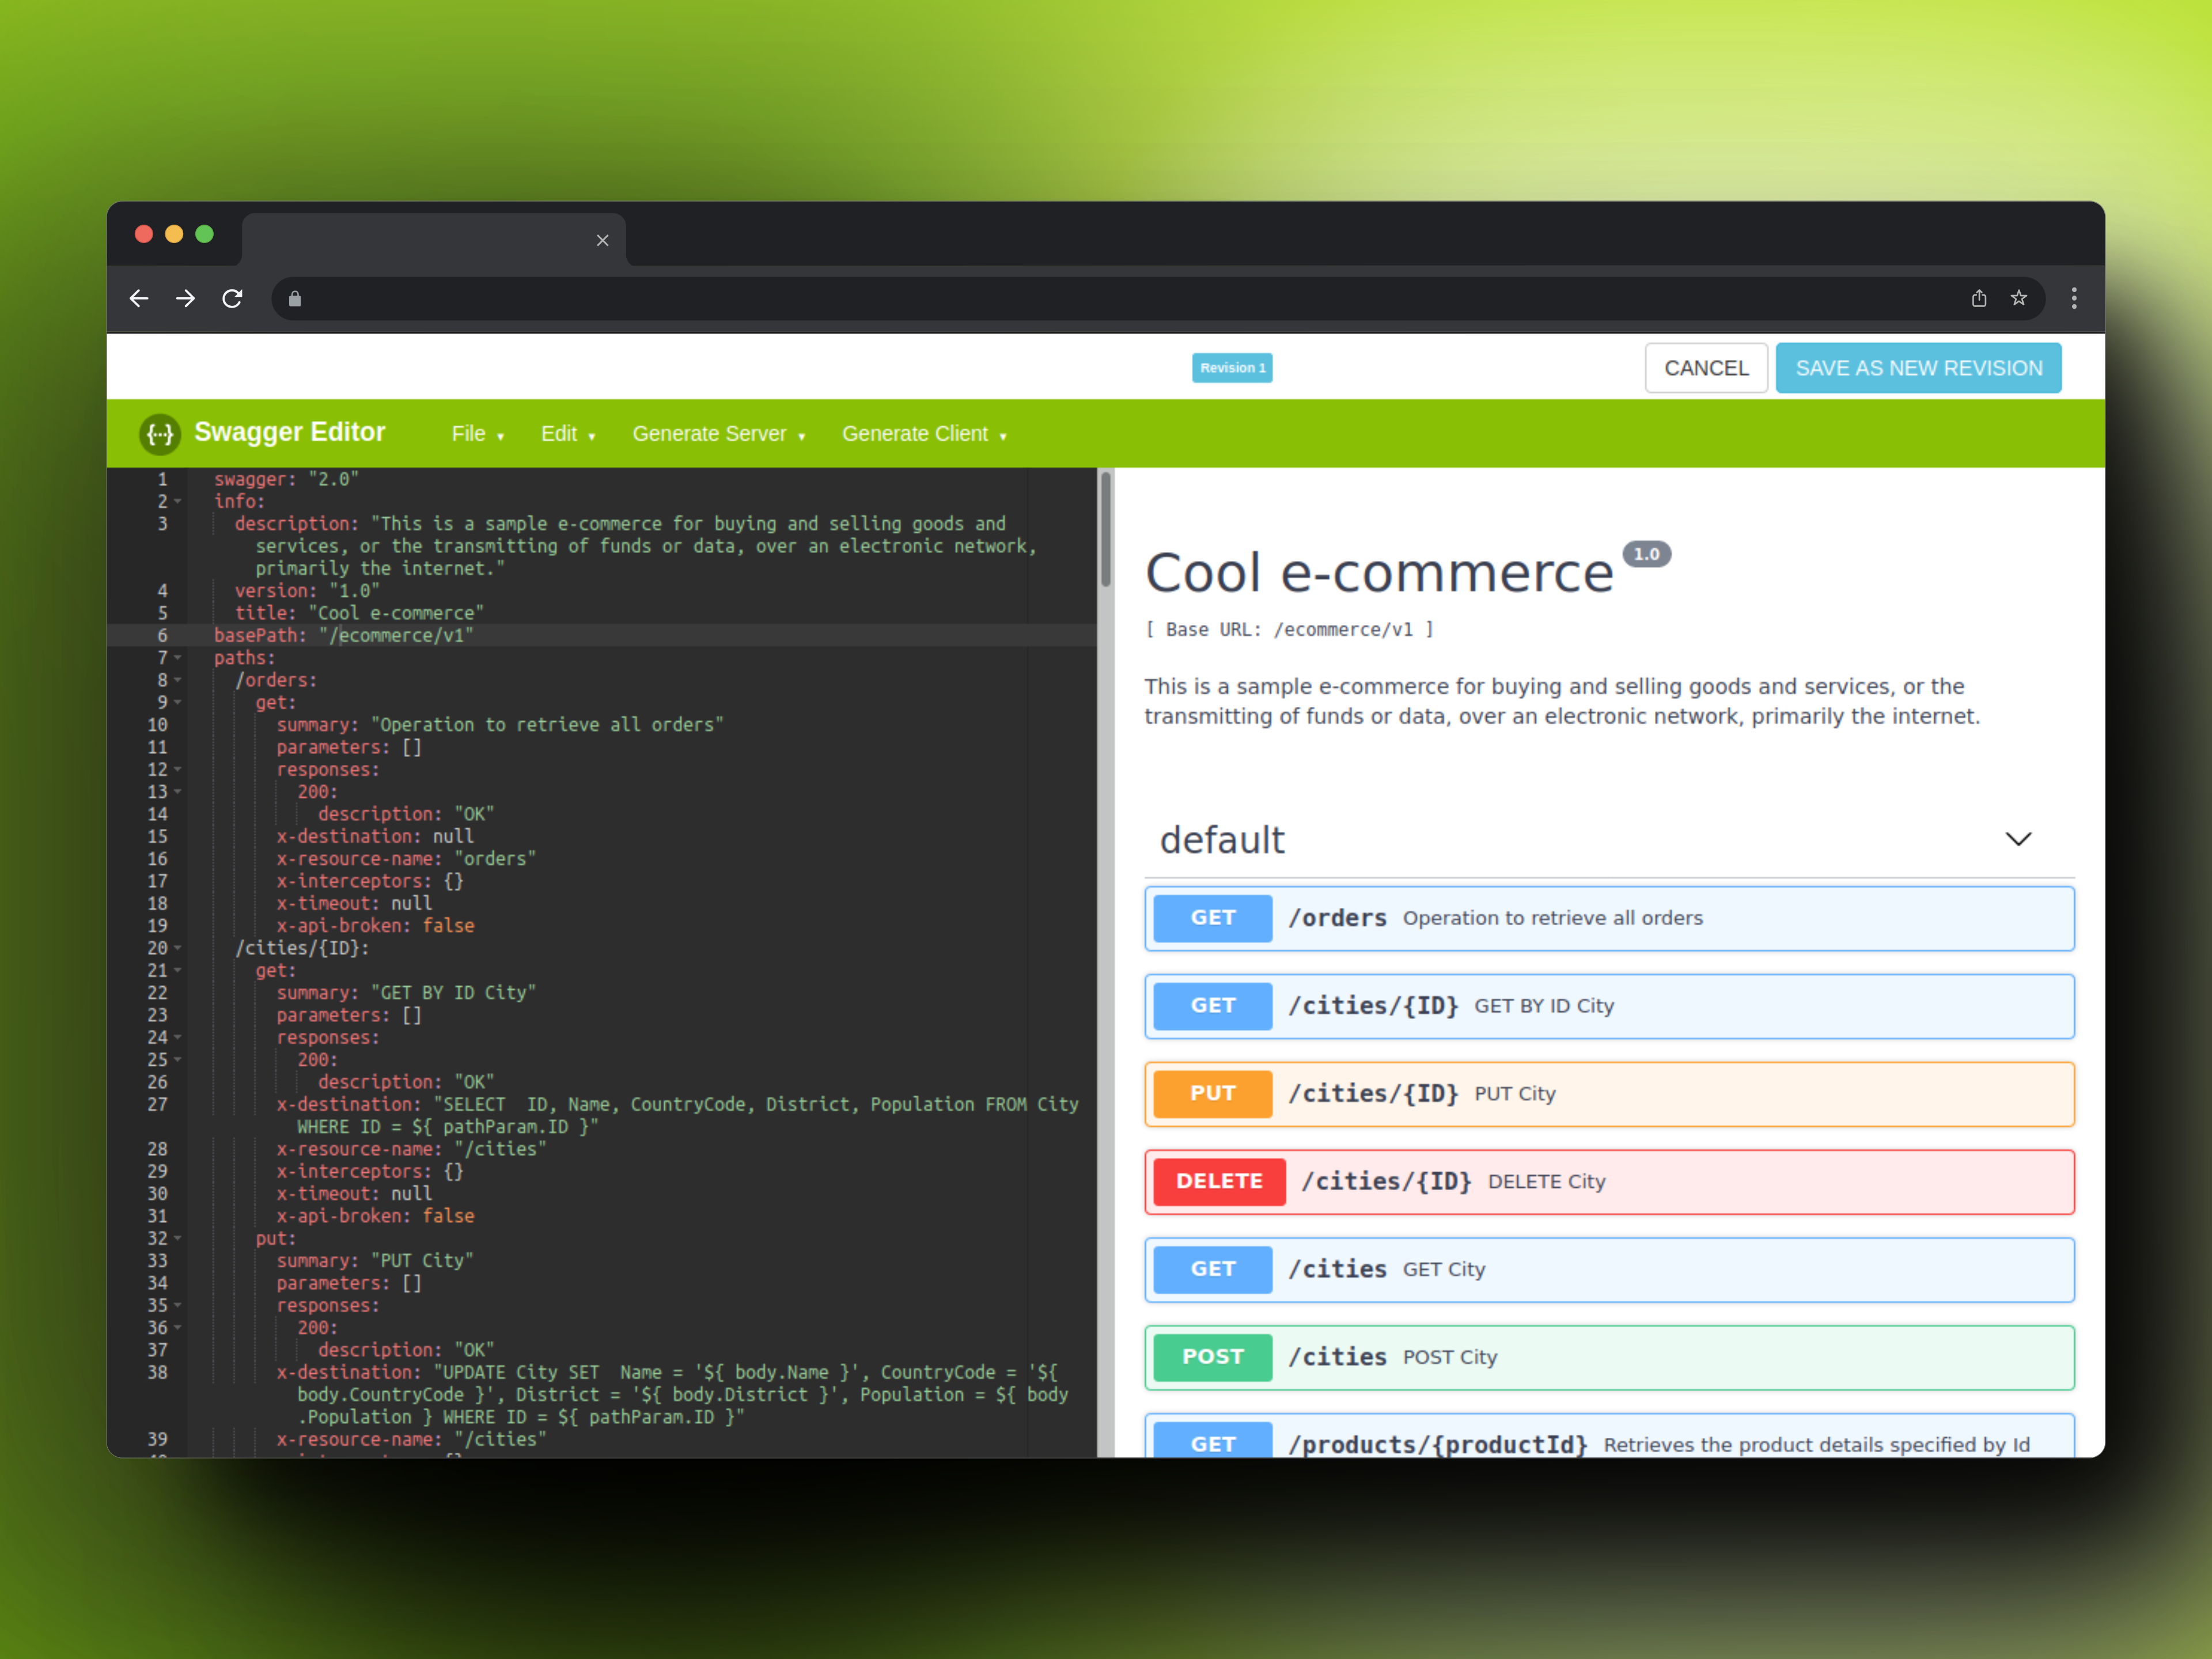 Revision 1
CANCEL
SAVE AS NEW REVISION
{...} Swagger Editor
File
Edit
Generate Server
Generate Client
1 swagger: "2.0"
2 info:
3 description: "This is a sample e-commerce for buying and selling goods and
services, or the transmitting of funds or data, over an electronic network,
primarily the internet."
4 version: "1.0"
5 title: "Cool e-commerce"
6 basePath: "/ecommerce/v1"
7 paths:
8 /orders:
9 get:
10 summary: "Operation to retrieve all orders"
11 parameters: []
12 responses:
13 200:
14 description: "OK"
15 x-destination: null
16 x-resource-name: "orders"
17 x-interceptors: {}
18 x-timeout: null
19 x-api-broken: false
20 /cities/{ID}:
21 get:
22 summary: "GET BY ID City"
23 parameters: []
24 responses:
25 200:
26 description: "OK"
27 x-destination: "SELECT  ID, Name, CountryCode, District, Population FROM City
WHERE ID = ${ pathParam.ID }"
28 x-resource-name: "/cities"
29 x-interceptors: {}
30 x-timeout: null
31 x-api-broken: false
32 put:
33 summary: "PUT City"
34 parameters: []
35 responses:
36 200:
37 description: "OK"
38 x-destination: "UPDATE City SET  Name = '${ body.Name }', CountryCode = '${
body.CountryCode }', District = '${ body.District }', Population = ${ body
.Population } WHERE ID = ${ pathParam.ID }"
39 x-resource-name: "/cities"
Cool e-commerce 1.0
[ Base URL: /ecommerce/v1 ]
This is a sample e-commerce for buying and selling goods and services, or the
transmitting of funds or data, over an electronic network, primarily the internet.
default
GET /orders Operation to retrieve all orders
GET /cities/{ID} GET BY ID City
PUT /cities/{ID} PUT City
DELETE /cities/{ID} DELETE City
GET /cities GET City
POST /cities POST City
GET /products/{productId} Retrieves the product details specified by Id